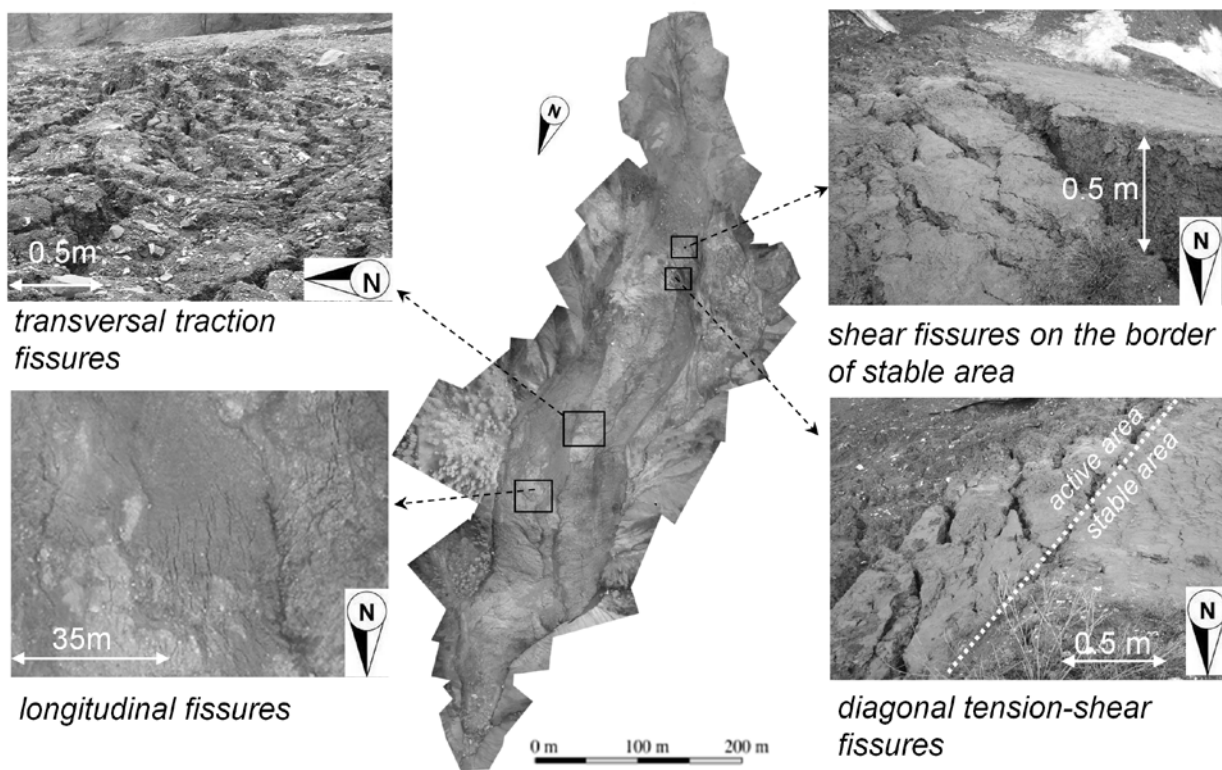 0.5m
N
transversal traction
fissures
35m
N
longitudinal fissures
N
0 m 100 m 200 m
0.5 m
N
shear fissures on the border
of stable area
active area
stable area
0.5 m
N
diagonal tension-shear
fissures